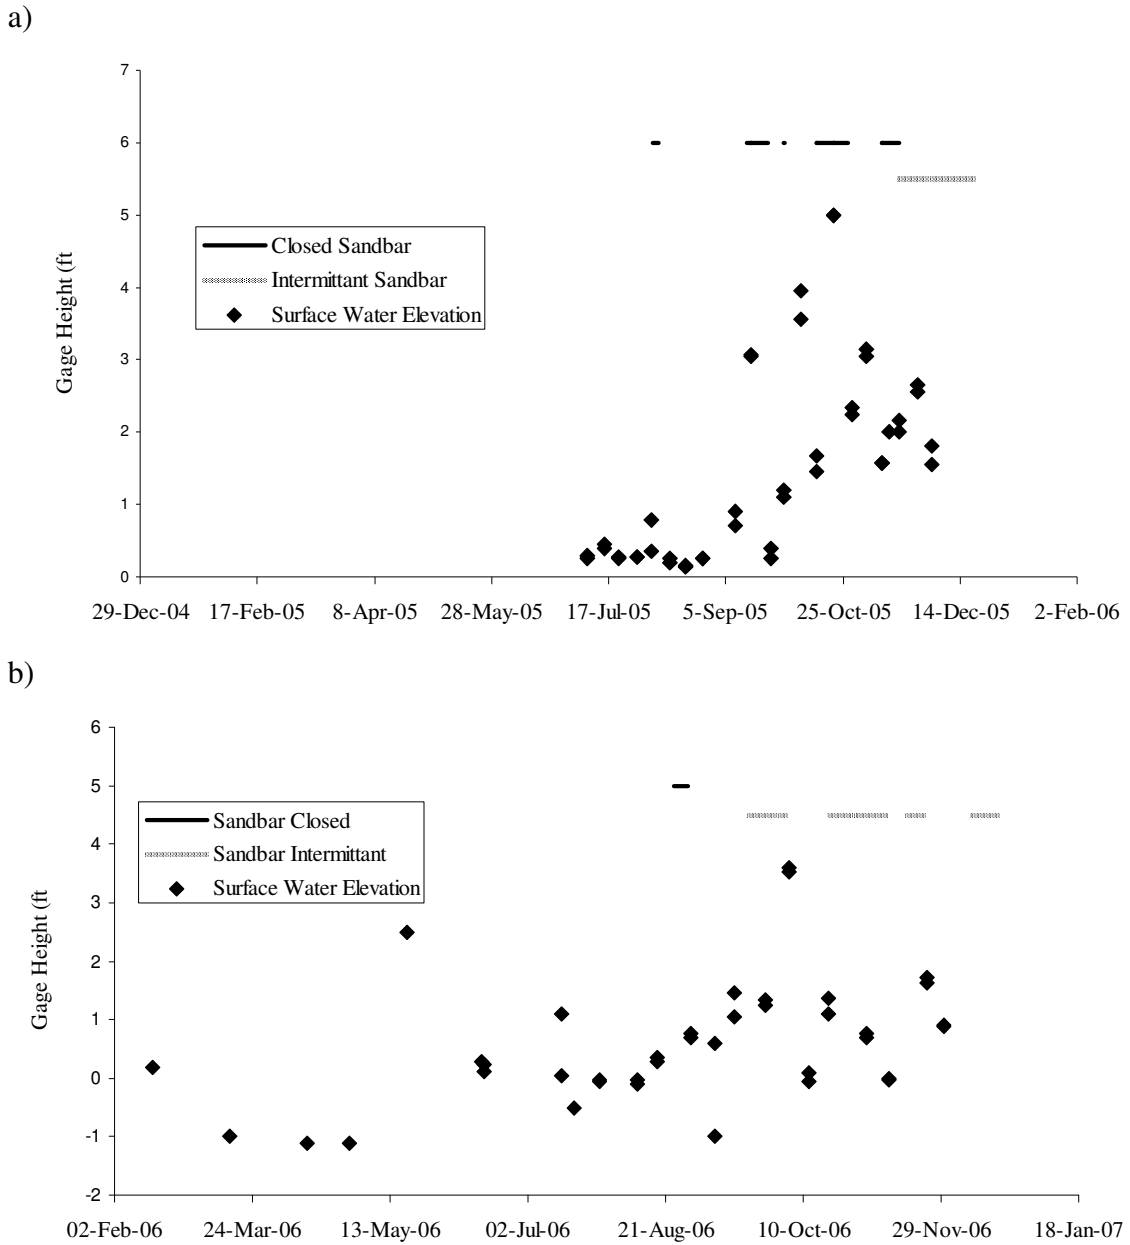 a)
7
6
5
4
3
2
1
0
Gage Height (ft
Closed Sandbar
Intermittant Sandbar
Surface Water Elevation
29-Dec-04 17-Feb-05 8-Apr-05 28-May-05 17-Jul-05 5-Sep-05 25-Oct-05 14-Dec-05 2-Feb-06
b)
6
5
4
3
2
1
0
-1
-2
Gage Height (ft
Sandbar Closed
Sandbar Intermittant
Surface Water Elevation
02-Feb-06 24-Mar-06 13-May-06 02-Jul-06 21-Aug-06 10-Oct-06 29-Nov-06 18-Jan-07